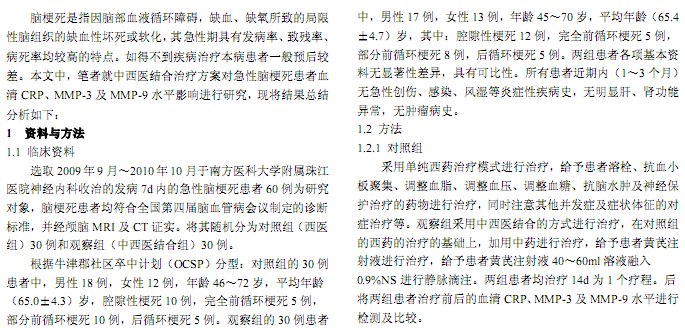 脑梗死是指因脑部血液循环障碍，缺血、缺氧所致的局限
性脑组织的缺血性坏死或软化，其急性期具有发病率、致残率、
病死率均较高的特点。如得不到疾病治疗本病患者一般预后较
差。本文中，笔者就中西医结合治疗方案对急性脑梗死患者血
清 CRP、MMP-3 及 MMP-9 水平影响进行研究，现将结果总结
分析如下：
1 资料与方法
1.1 临床资料
选取 2009 年 9 月～2010 年 10 月于南方医科大学附属珠江
医院神经内科收治的发病 7d 内的急性脑梗死患者 60 例为研究
对象，脑梗死患者均符合全国第四届脑血管病会议制定的诊断
标准，并经颅脑 MRI 及 CT 证实。将其随机分为对照组（西医
组）30 例和观察组（中西医结合组）30 例。
根据牛津郡社区卒中计划（OCSP）分型：对照组的 30 例
患者中，男性 18 例，女性 12 例，年龄 46～72 岁，平均年龄
（65.0±4.3）岁，腔隙性梗死 10 例，完全前循环梗死 5 例，
部分前循环梗死 10 例，后循环梗死 5 例。观察组的 30 例患者
中，男性 17 例，女性 13 例，年龄 45～70 岁，平均年龄（65.4
±4.7）岁，其中：腔隙性梗死 12 例，完全前循环梗死 5 例，
部分前循环梗死 8 例，后循环梗死 5 例。两组患者各项基本资
料无显著性差异，具有可比性。所有患者近期内（1～3 个月）
无急性创伤、感染、风湿等炎症性疾病史，无明显肝、肾功能
异常，无肿瘤病史。
1.2 方法
1.2.1 对照组
采用单纯西药治疗模式进行治疗，给予患者溶栓、抗血小
板聚集、调整血脂、调整血压、调整血糖、抗脑水肿及神经保
护治疗的药物进行治疗，同时注意其他并发症及症状体征的对
症治疗等。观察组采用中西医结合的方式进行治疗，在对照组
的西药的治疗的基础上，加用中药进行治疗，给予患者黄芪注
射液进行治疗，给予患者黄芪注射液 40～60ml 溶液融入
0.9%NS 进行静脉滴注。两组患者均治疗 14d 为 1 个疗程。后
将两组患者治疗前后的血清 CRP、MMP-3 及 MMP-9 水平进行
检测及比较。